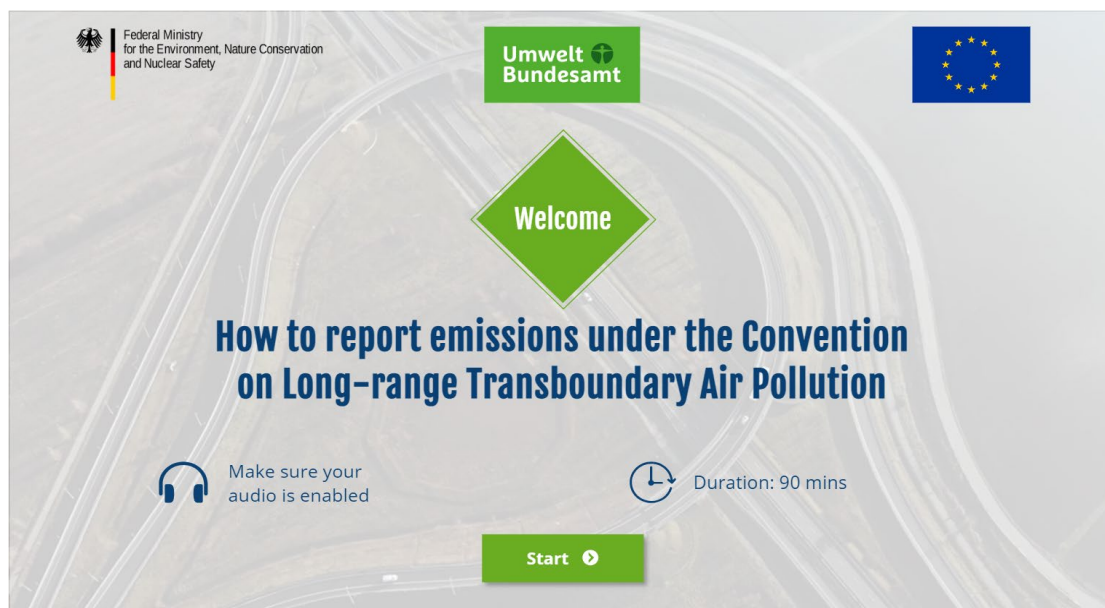 Federal Ministry
for the Environment, Nature Conservation
and Nuclear Safety
Umwelt
Bundesamt
Welcome
How to report emissions under the Convention
on Long-range Transboundary Air Pollution
Make sure your
audio is enabled
Duration: 90 mins
Start